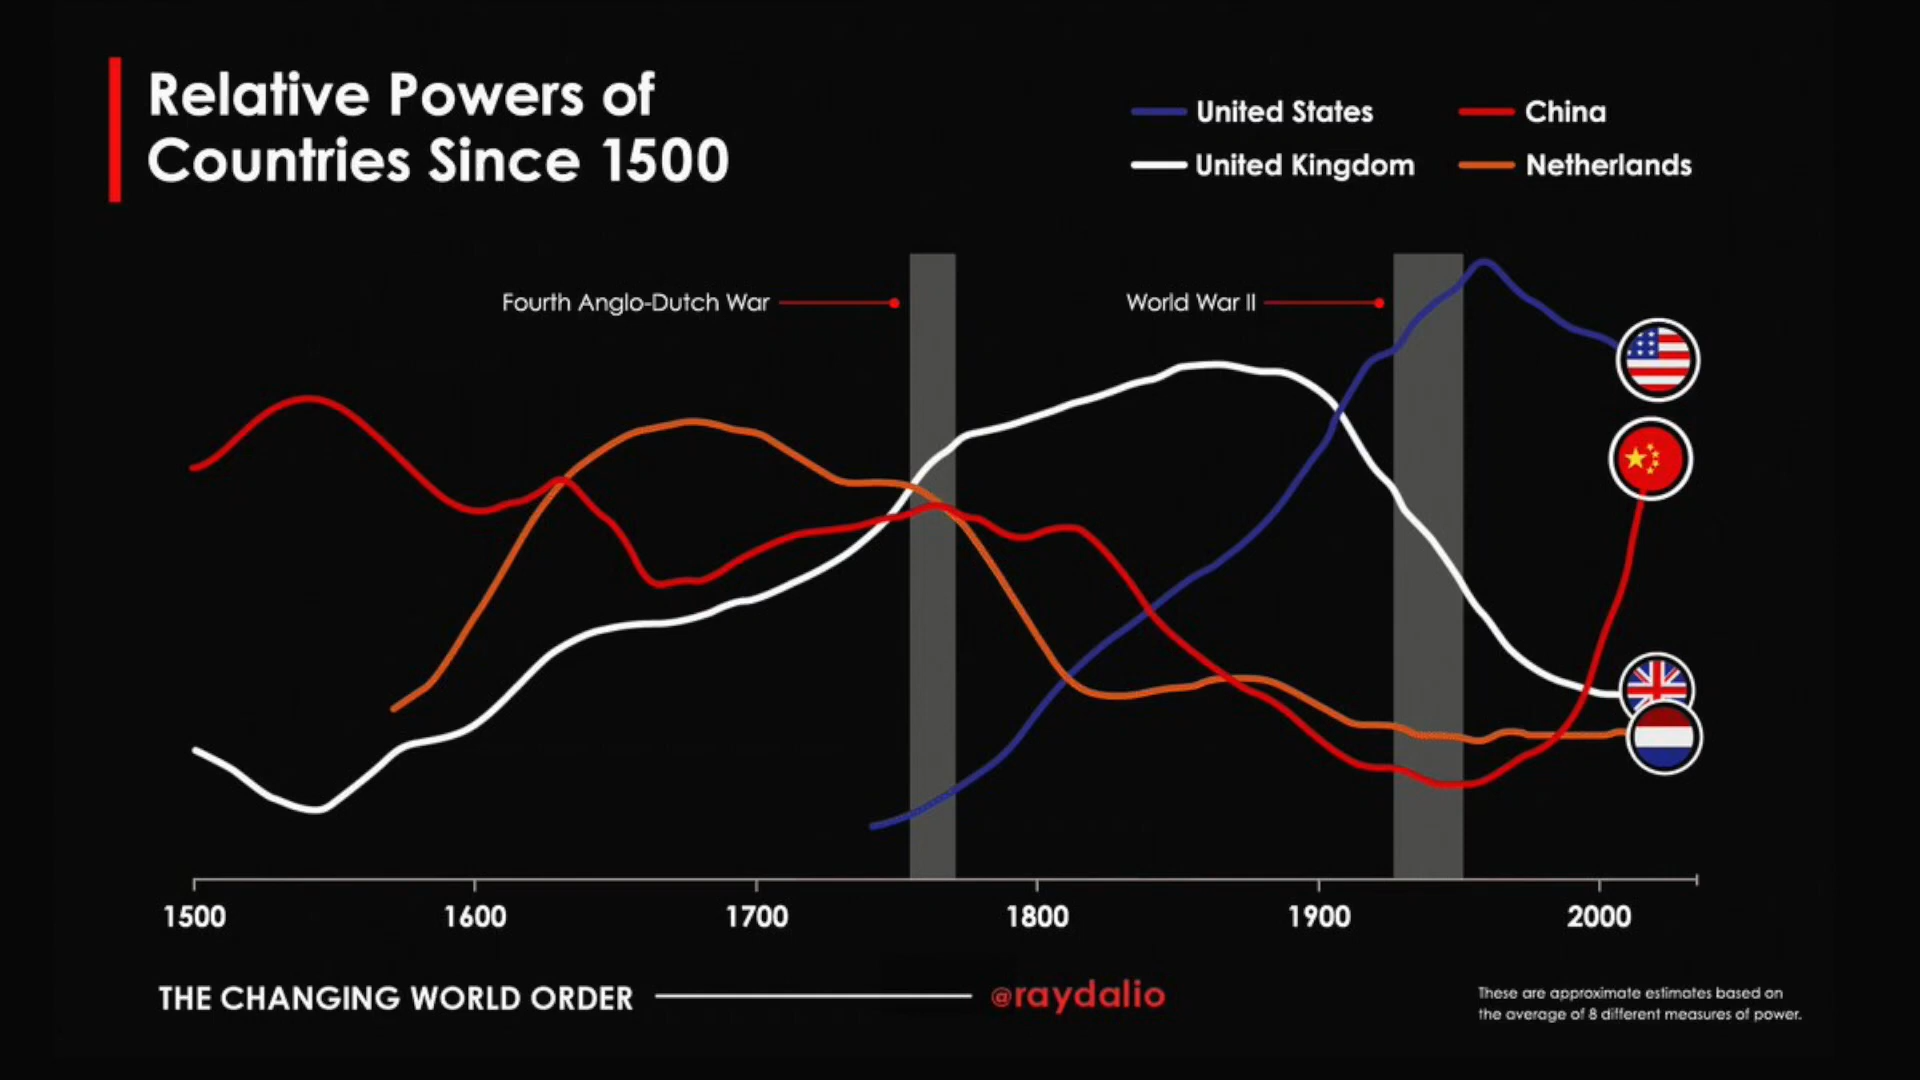 Relative Powers of
Countries Since 1500
United States
China
United Kingdom
Netherlands
Fourth Anglo-Dutch War
World War II
1500
1600
1700
1800
1900
2000
THE CHANGING WORLD ORDER
@raydalio
These are approximate estimates based on
the average of 8 different measures of power.